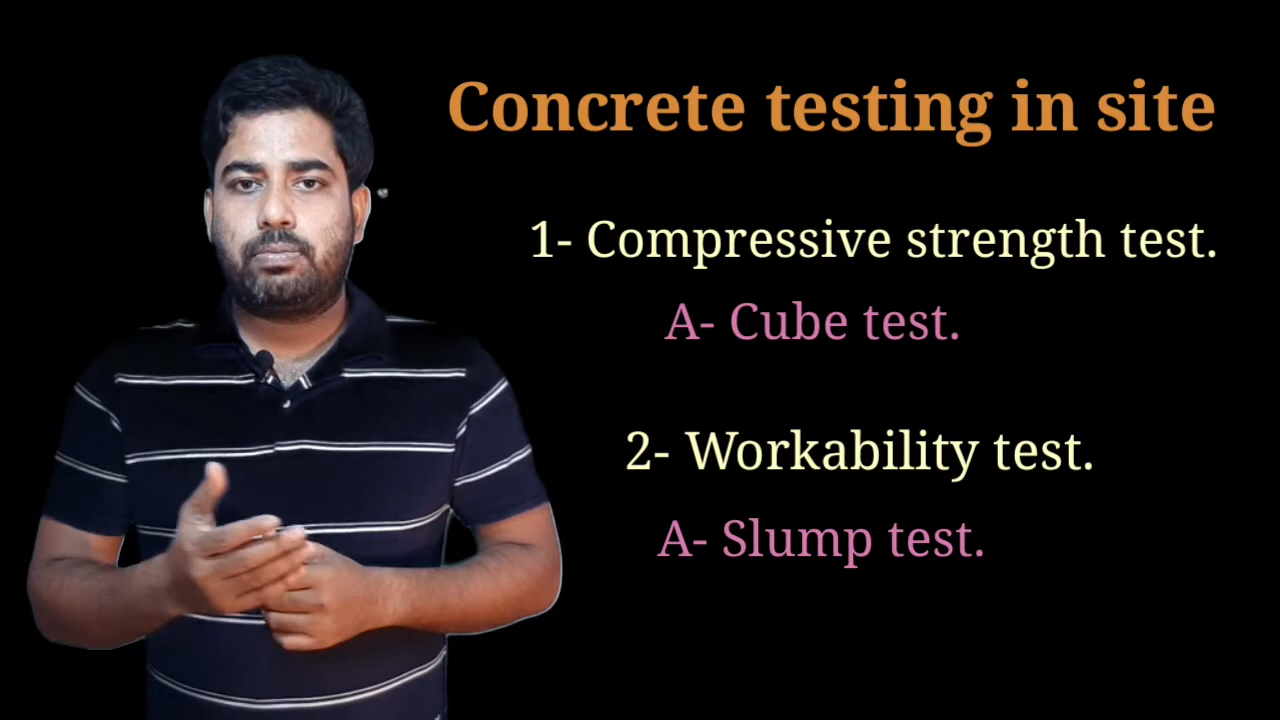 Concrete testing in site
1- Compressive strength test.
A- Cube test.
2- Workability test.
A- Slump test.